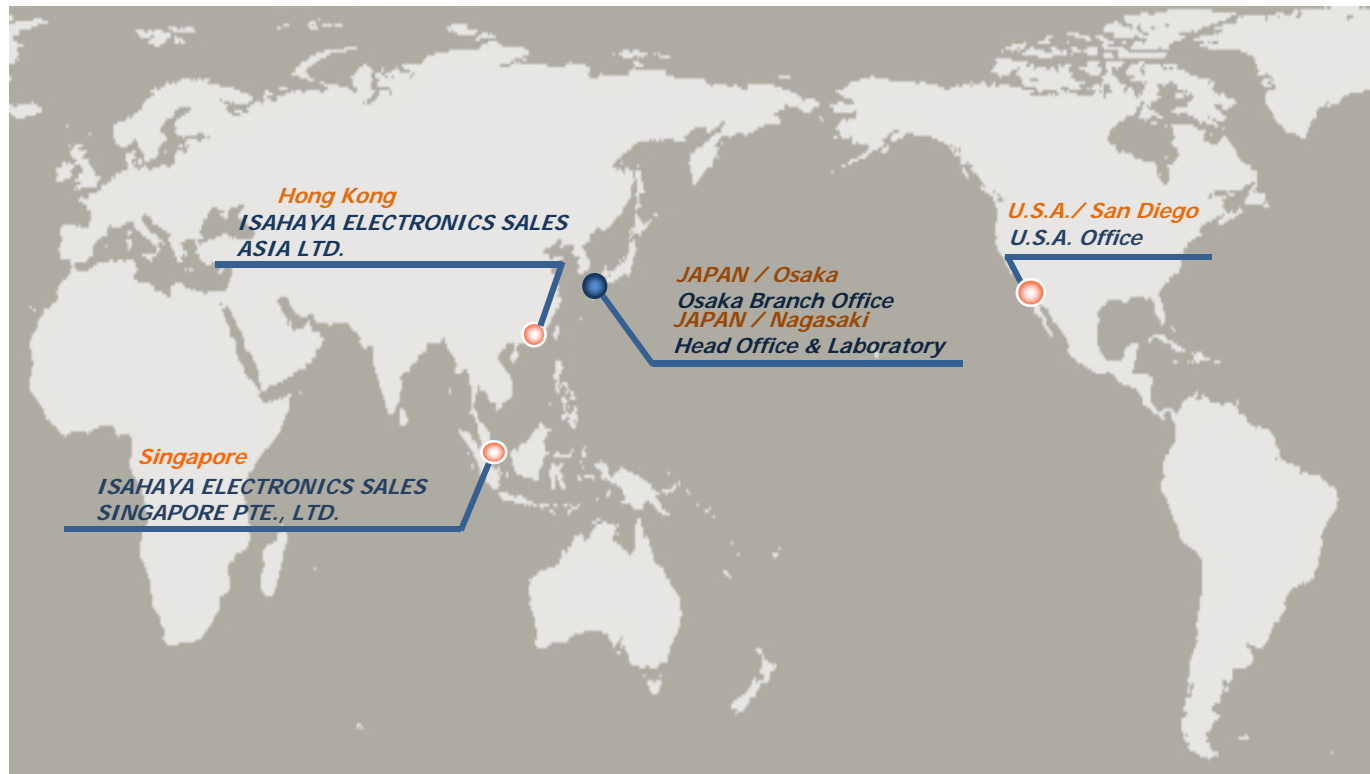 Hong Kong
ISAHAYA ELECTRONICS SALES
ASIA LTD.
U.S.A./ San Diego
U.S.A. Office
JAPAN / Osaka
Osaka Branch Office
JAPAN / Nagasaki
Head Office & Laboratory
Singapore
ISAHAYA ELECTRONICS SALES
SINGAPORE PTE., LTD.